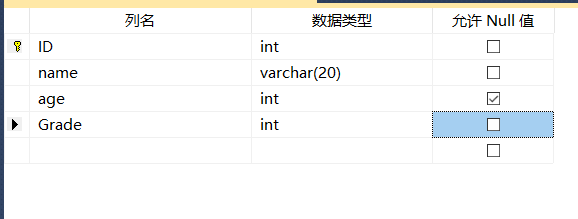 列名 数据类型 允许 Null 值
ID int
name varchar(20)
age int
Grade int